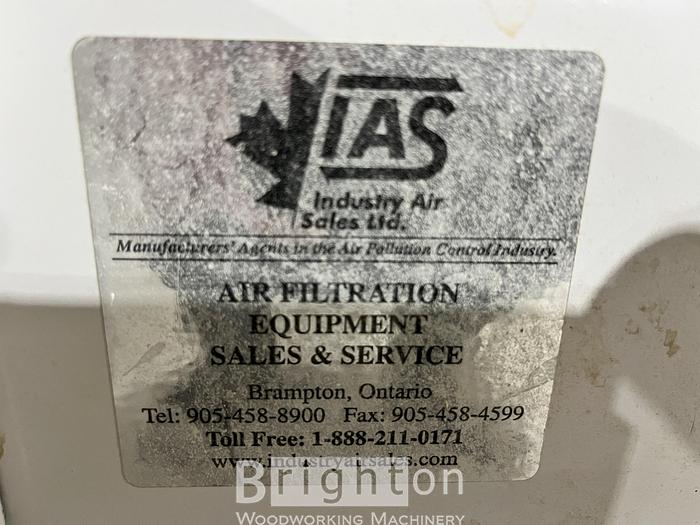 IAS
Industry Air
Sales Ltd.
Manufacturers' Agents in the Air Pollution Control Industry.
AIR FILTRATION
EQUIPMENT
SALES & SERVICE
Brampton, Ontario
Tel: 905-458-8900 Fax: 905-458-4599
Toll Free: 1-888-211-0171
www.industryairsales.com
Brighton
WOODWORKING MACHINERY